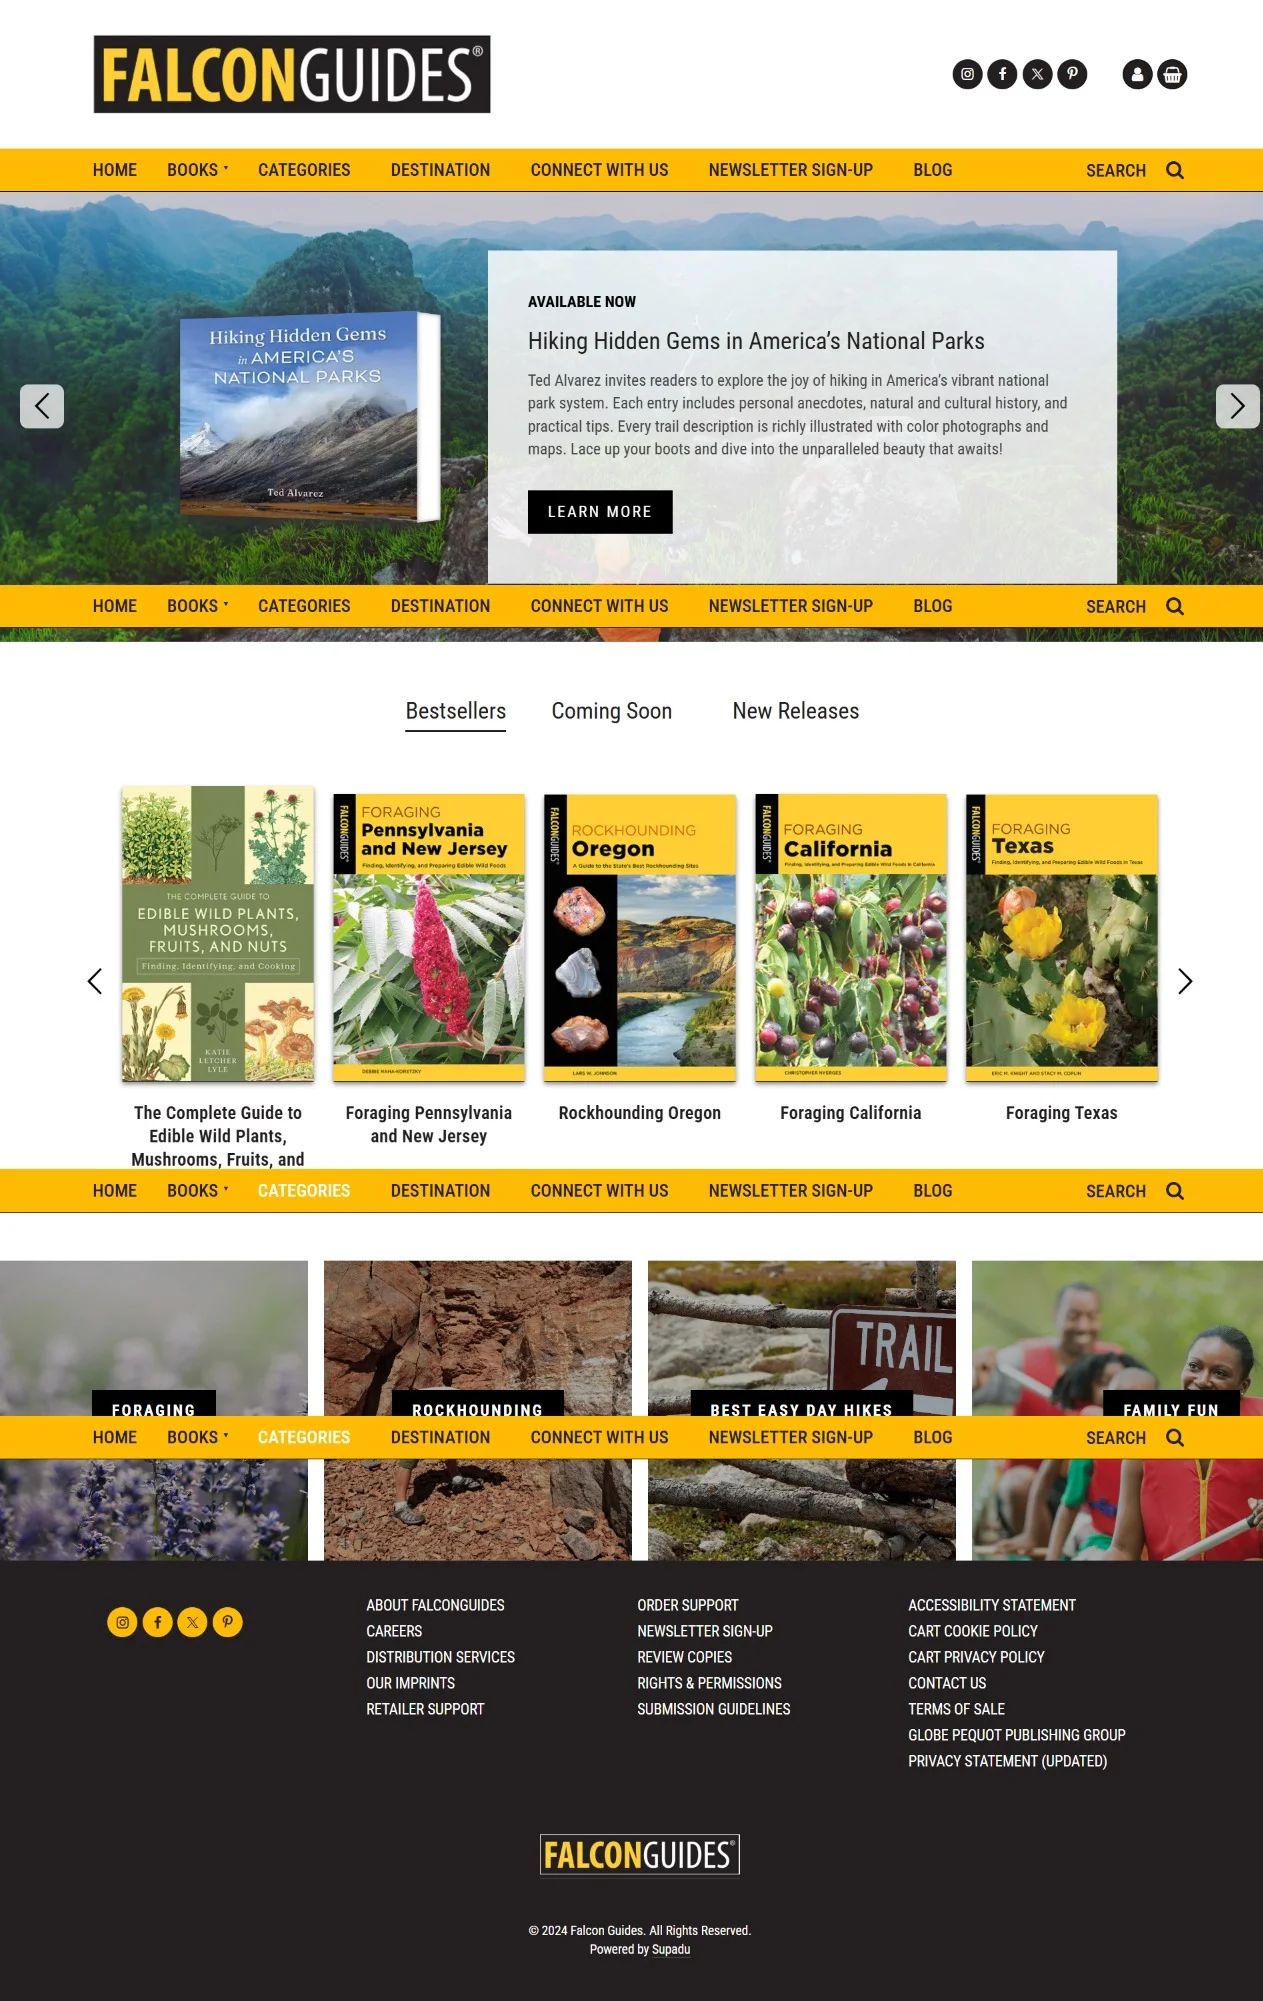 FALCONGUIDES®
HOME BOOKS CATEGORIES DESTINATION CONNECT WITH US NEWSLETTER SIGN-UP BLOG SEARCH
Hiking Hidden Gems
in AMERICA'S
NATIONAL PARKS
Ted Alvarez
AVAILABLE NOW
Hiking Hidden Gems in America’s National Parks
Ted Alvarez invites readers to explore the joy of hiking in America’s vibrant national
park system. Each entry includes personal anecdotes, natural and cultural history, and
practical tips. Every trail description is richly illustrated with color photographs and
maps. Lace up your boots and dive into the unparalleled beauty that awaits!
LEARN MORE
HOME BOOKS CATEGORIES DESTINATION CONNECT WITH US NEWSLETTER SIGN-UP BLOG SEARCH
Bestsellers Coming Soon New Releases
THE COMPLETE GUIDE TO
EDIBLE WILD PLANTS,
MUSHROOMS,
FRUITS, AND NUTS
Finding, Identifying, and Cooking
KATIE
LETCHER
LYLE
FALCONGUIDES®
FORAGING
Pennsylvania
and New Jersey
Finding, Identifying, and Preparing Edible Wild Foods
DEBBIE NAHA-KORETZKY
FALCONGUIDES®
ROCKHOUNDING
Oregon
A Guide to the State's Best Rockhounding Sites
LARS W. JOHNSON
FALCONGUIDES®
FORAGING
California
Finding, Identifying, and Preparing Edible Wild Foods in California
CHRISTOPHER NYERGES
FALCONGUIDES®
FORAGING
Texas
Finding, Identifying, and Preparing Edible Wild Foods in Texas
ERIC M. KNIGHT AND STACY M. COPLIN
The Complete Guide to
Edible Wild Plants,
Mushrooms, Fruits, and
Foraging Pennsylvania
and New Jersey
Rockhounding Oregon
Foraging California
Foraging Texas
HOME BOOKS CATEGORIES DESTINATION CONNECT WITH US NEWSLETTER SIGN-UP BLOG SEARCH
TRAIL
FORAGING
ROCKHOUNDING
BEST EASY DAY HIKES
FAMILY FUN
HOME BOOKS CATEGORIES DESTINATION CONNECT WITH US NEWSLETTER SIGN-UP BLOG SEARCH
ABOUT FALCONGUIDES
CAREERS
DISTRIBUTION SERVICES
OUR IMPRINTS
RETAILER SUPPORT
ORDER SUPPORT
NEWSLETTER SIGN-UP
REVIEW COPIES
RIGHTS & PERMISSIONS
SUBMISSION GUIDELINES
ACCESSIBILITY STATEMENT
CART COOKIE POLICY
CART PRIVACY POLICY
CONTACT US
TERMS OF SALE
GLOBE PEQUOT PUBLISHING GROUP
PRIVACY STATEMENT (UPDATED)
FALCONGUIDES®
© 2024 Falcon Guides. All Rights Reserved.
Powered by Supadu